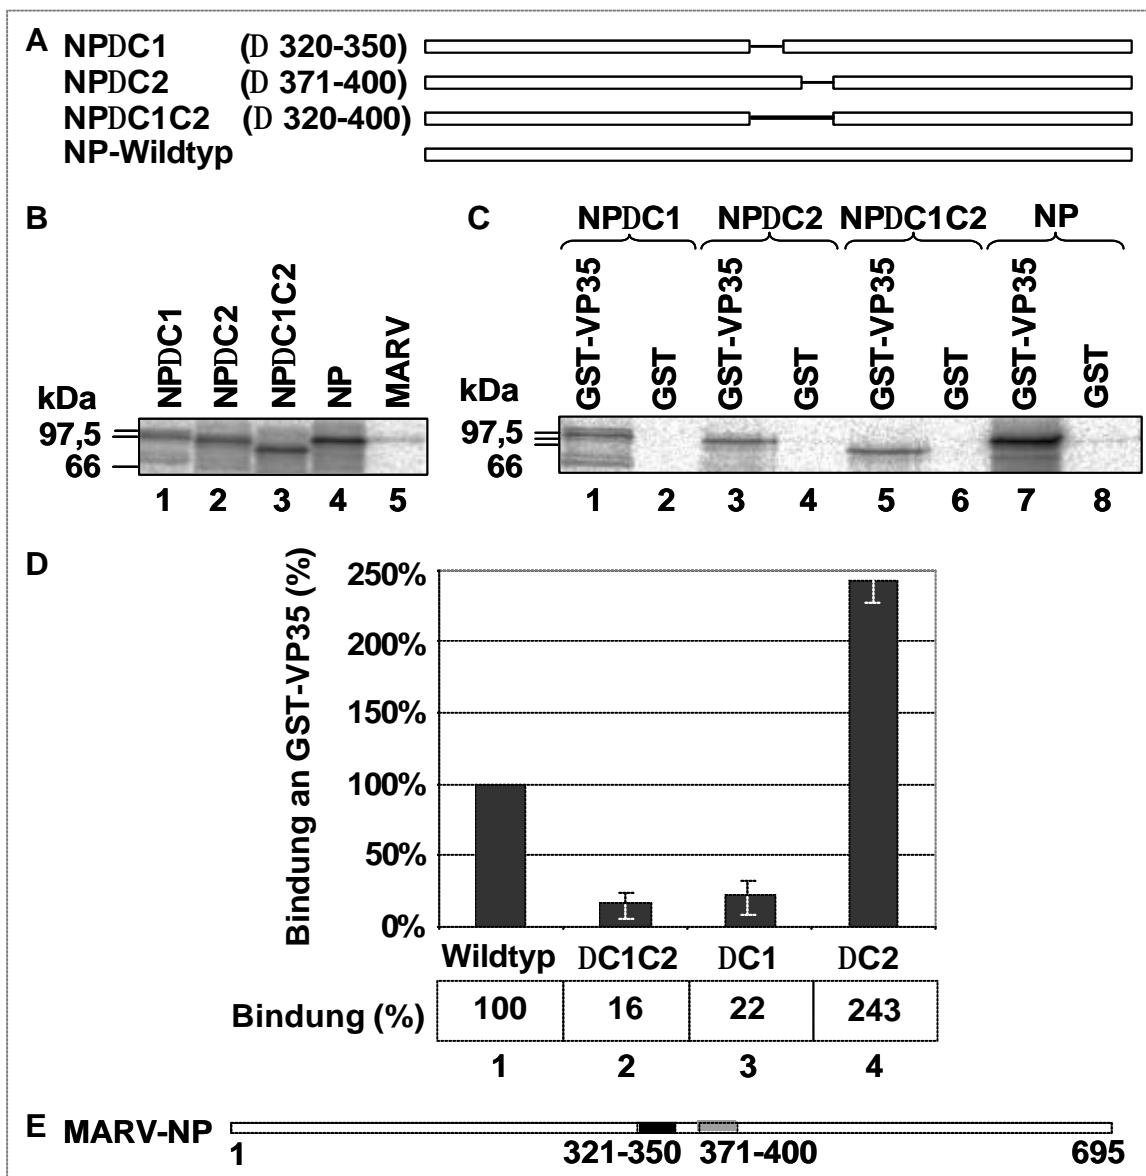 A
NPDC1 (D 320-350)
NPDC2 (D 371-400)
NPDC1C2 (D 320-400)
NP-Wildtyp
B
NPDC1
NPDC2
NPDC1C2
NP
MARV
kDa
97,5
66
1 2 3 4 5
C
NPDC1 NPDC2 NPDC1C2 NP
GST-VP35
GST
GST-VP35
GST
GST-VP35
GST
GST-VP35
GST
kDa
97,5
66
1 2 3 4 5 6 7 8
D
Bindung an GST-VP35 (%)
250%
200%
150%
100%
50%
0%
Wildtyp DC1C2 DC1 DC2
Bindung (%) 100 16 22 243
1 2 3 4
E
MARV-NP
1 321-350 371-400 695